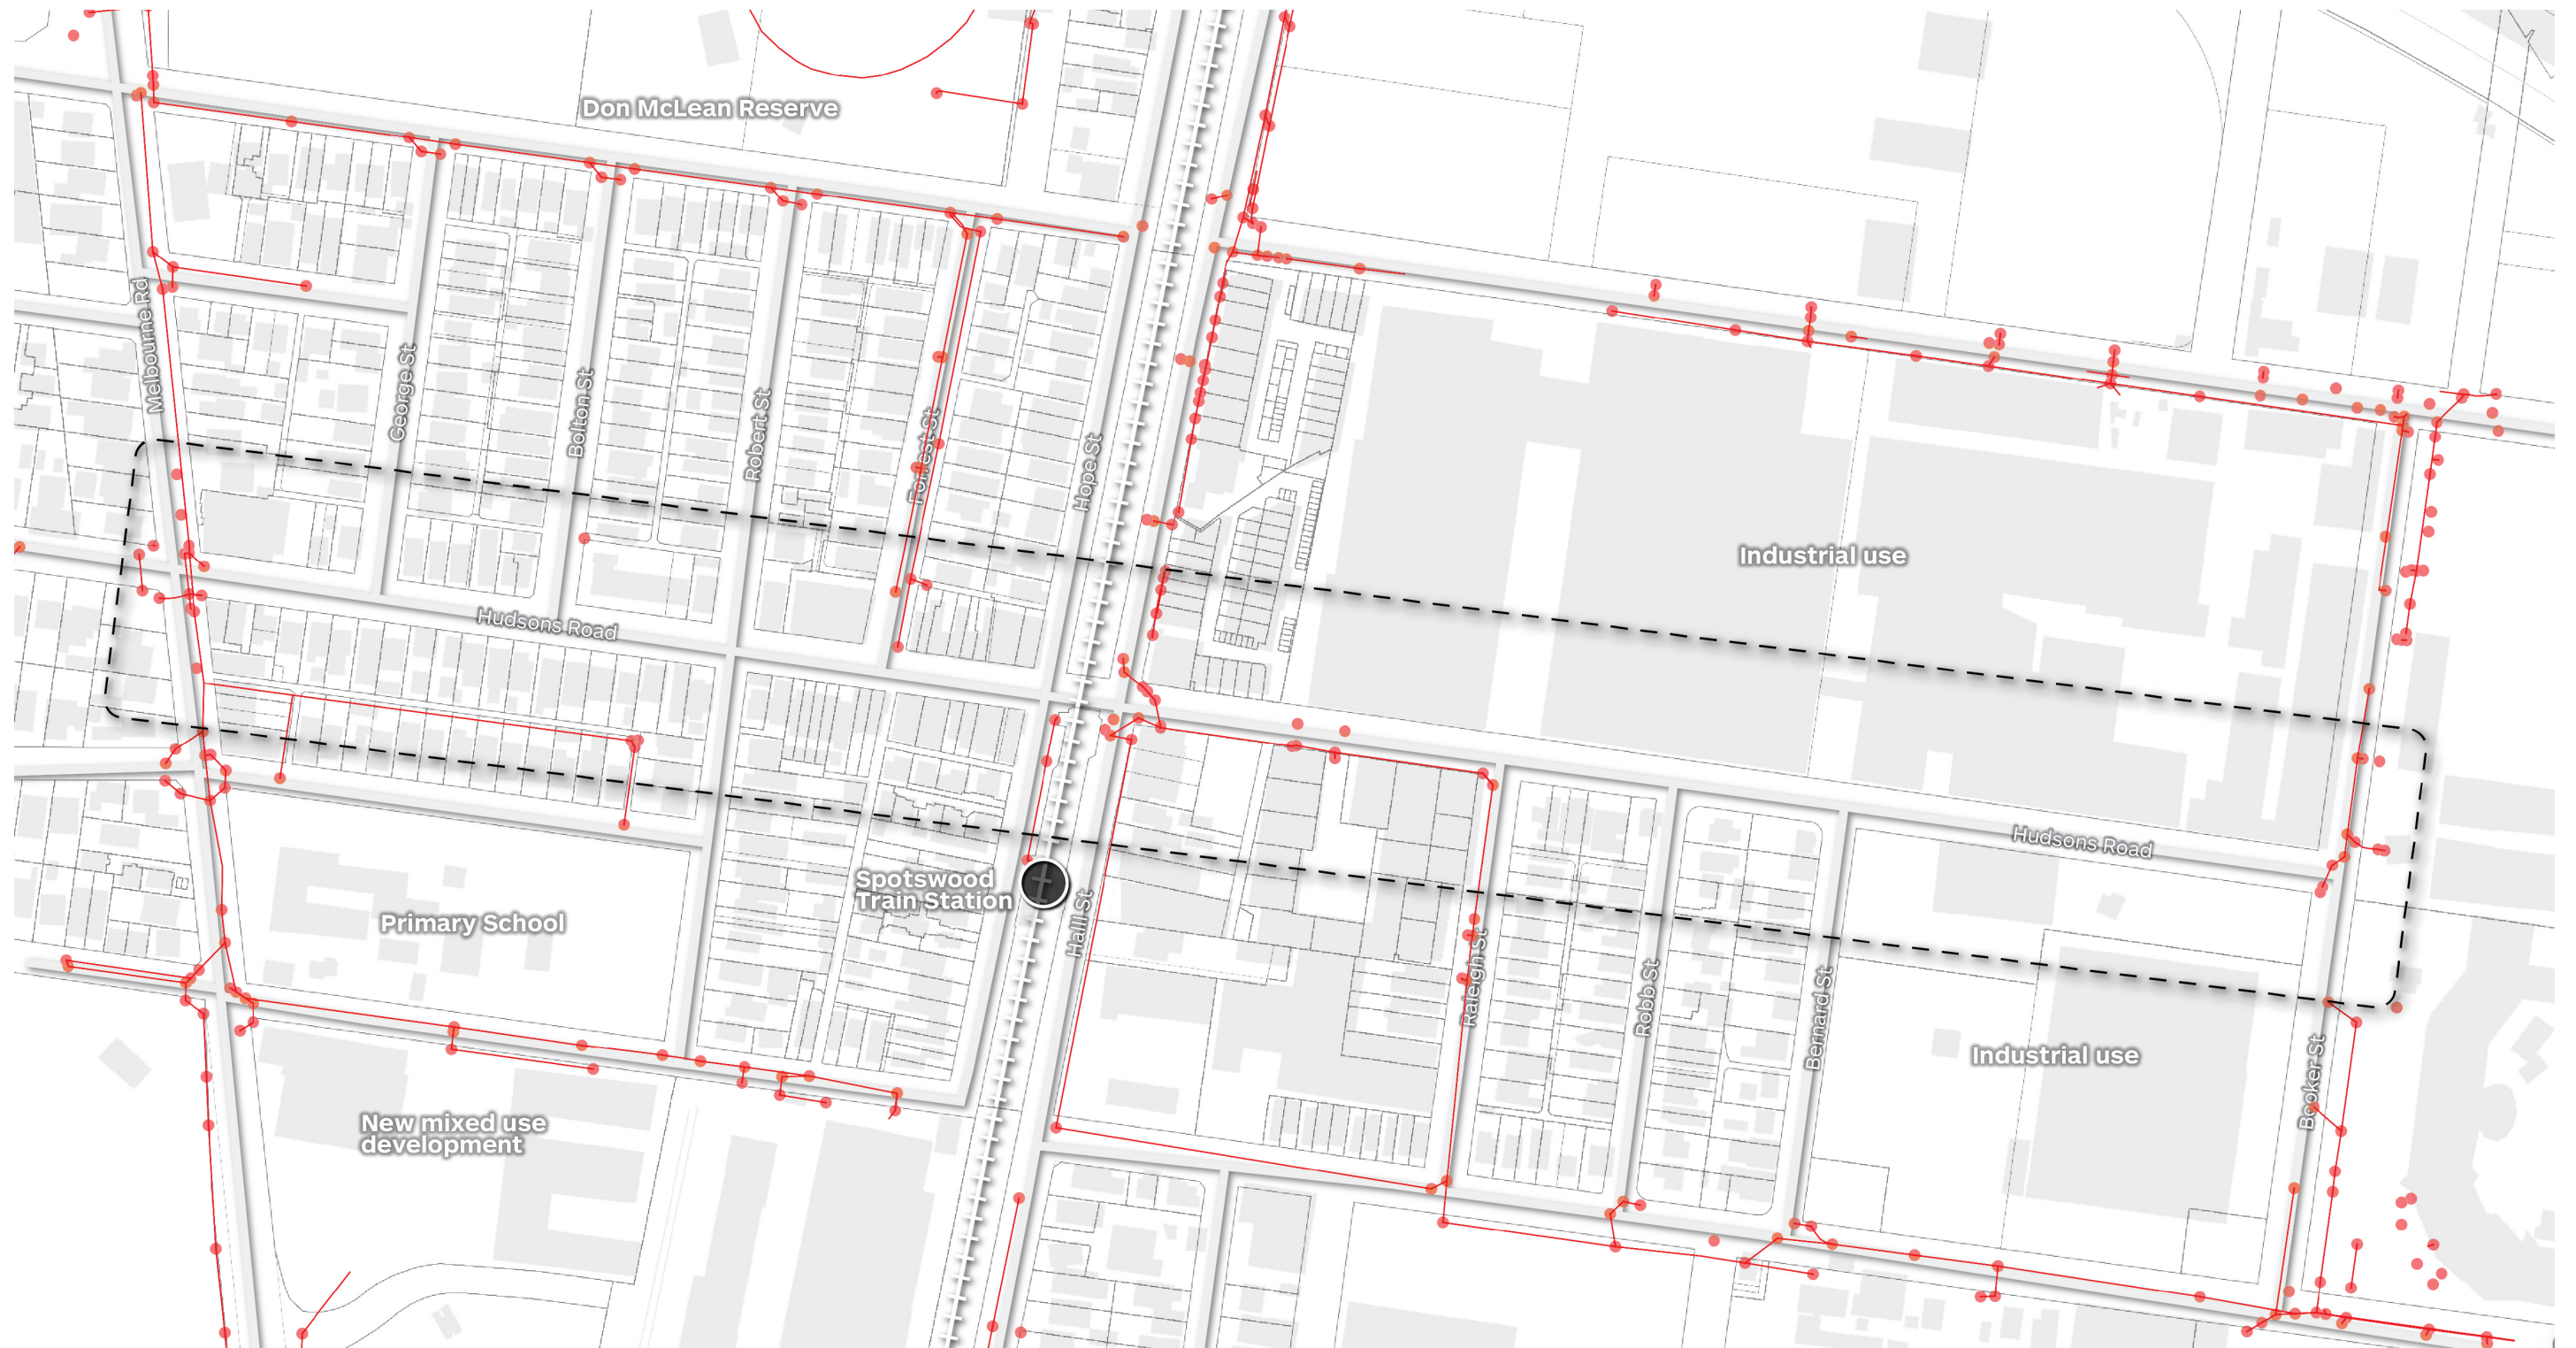 Don McLean Reserve
Melbourne Rd
George St
Bolton St
Robert St
Forrest St
Hope St
Industrial use
Hudsons Road
Hudsons Road
Spotswood
Train Station
Hall St
Primary School
Raleigh St
Robb St
Bernard St
Booker St
Industrial use
New mixed use
development